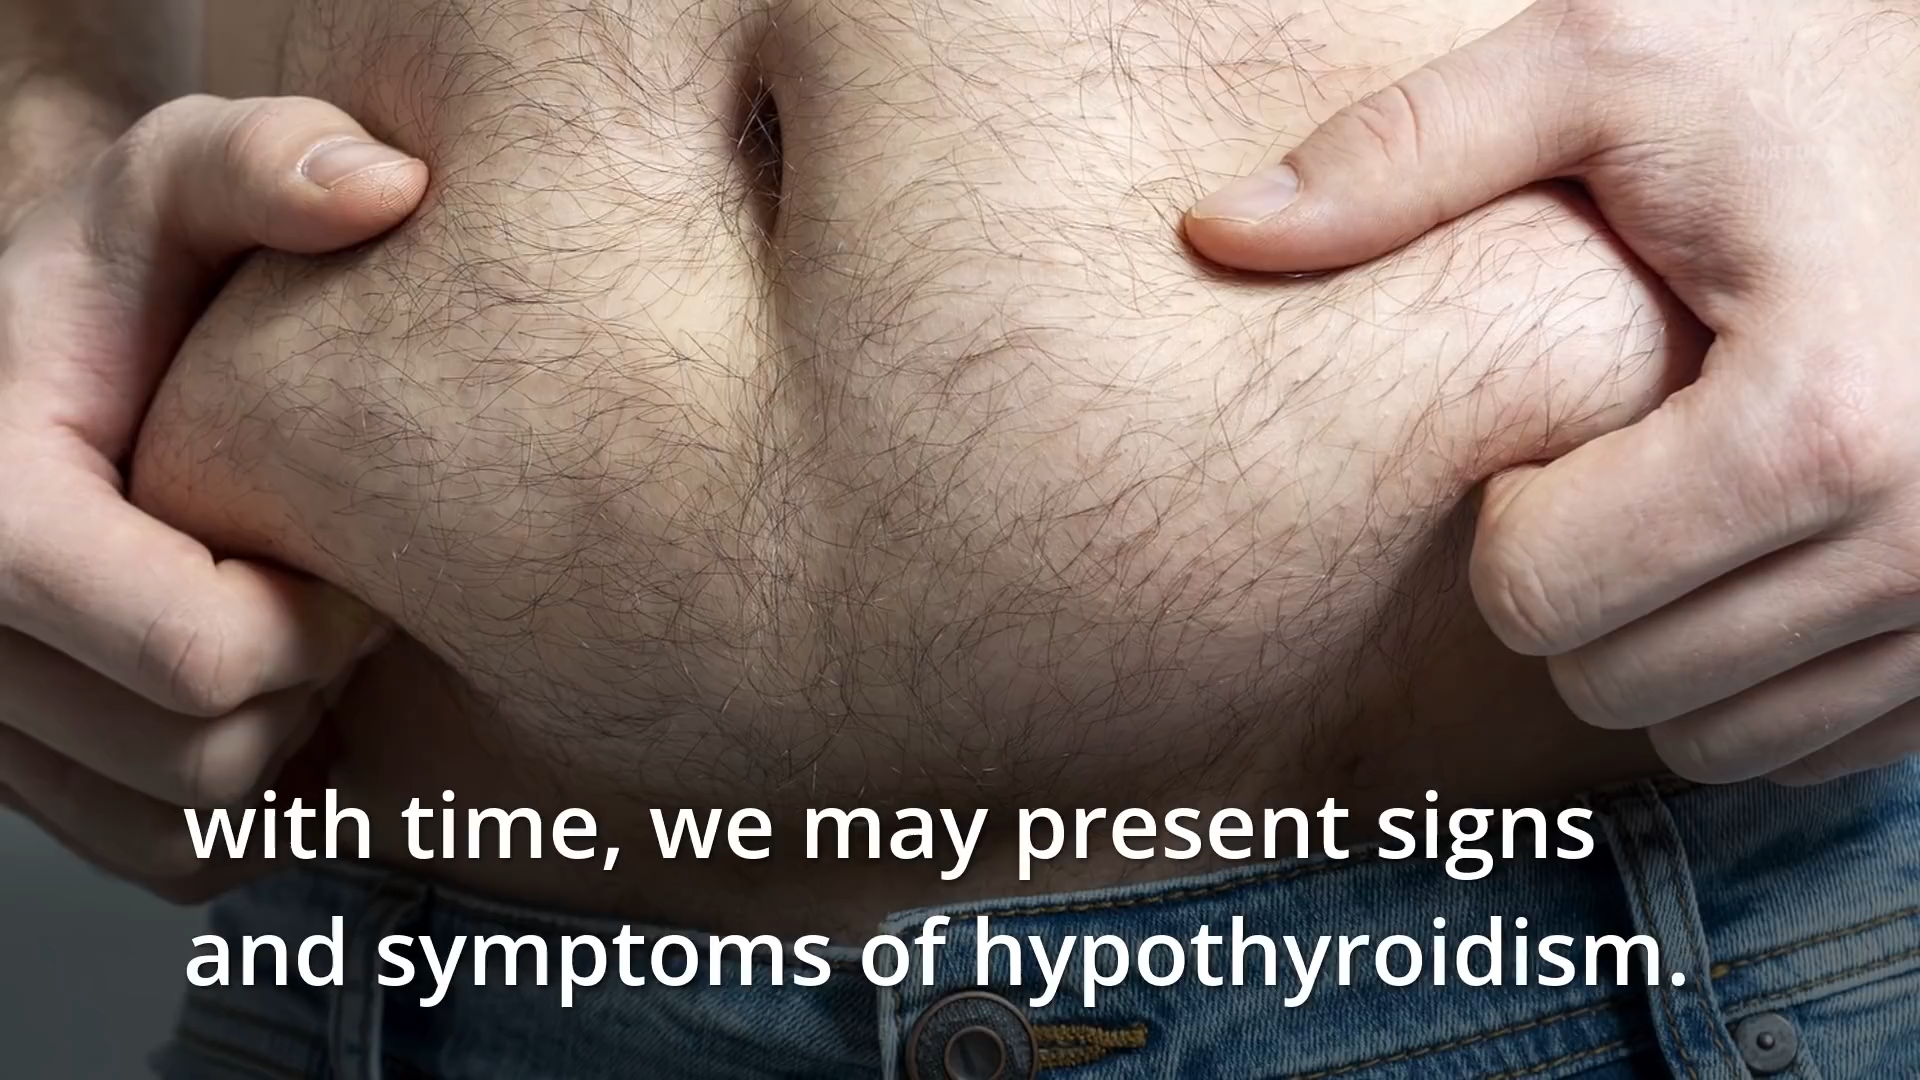 with time, we may present signs
and symptoms of hypothyroidism.